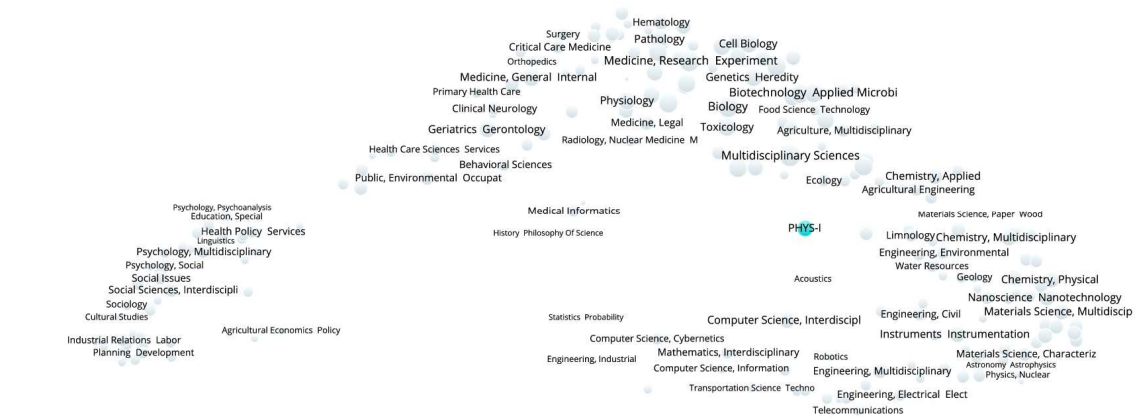 Hematology
Surgery
Pathology
Cell Biology
Critical Care Medicine
Orthopedics
Medicine, Research Experiment
Medicine, General Internal
Genetics Heredity
Primary Health Care
Biotechnology Applied Microbi
Physiology
Clinical Neurology
Biology
Food Science Technology
Medicine, Legal
Geriatrics Gerontology
Toxicology
Agriculture, Multidisciplinary
Radiology, Nuclear Medicine M
Health Care Sciences Services
Multidisciplinary Sciences
Behavioral Sciences
Public, Environmental Occupat
Ecology
Chemistry, Applied
Agricultural Engineering
Psychology, Psychoanalysis
Education, Special
Medical Informatics
Materials Science, Paper Wood
Health Policy Services
History Philosophy Of Science
PHYS-I
Linguistics
Limnology
Chemistry, Multidisciplinary
Psychology, Multidisciplinary
Engineering, Environmental
Psychology, Social
Water Resources
Social Issues
Acoustics
Geology
Chemistry, Physical
Social Sciences, Interdiscipli
Nanoscience Nanotechnology
Sociology
Cultural Studies
Statistics Probability
Engineering, Civil
Materials Science, Multidiscip
Computer Science, Interdiscipl
Agricultural Economics Policy
Instruments Instrumentation
Industrial Relations Labor
Computer Science, Cybernetics
Planning Development
Mathematics, Interdisciplinary
Materials Science, Characteriz
Engineering, Industrial
Robotics
Computer Science, Information
Astronomy Astrophysics
Engineering, Multidisciplinary
Physics, Nuclear
Transportation Science Techno
Engineering, Electrical Elect
Telecommunications